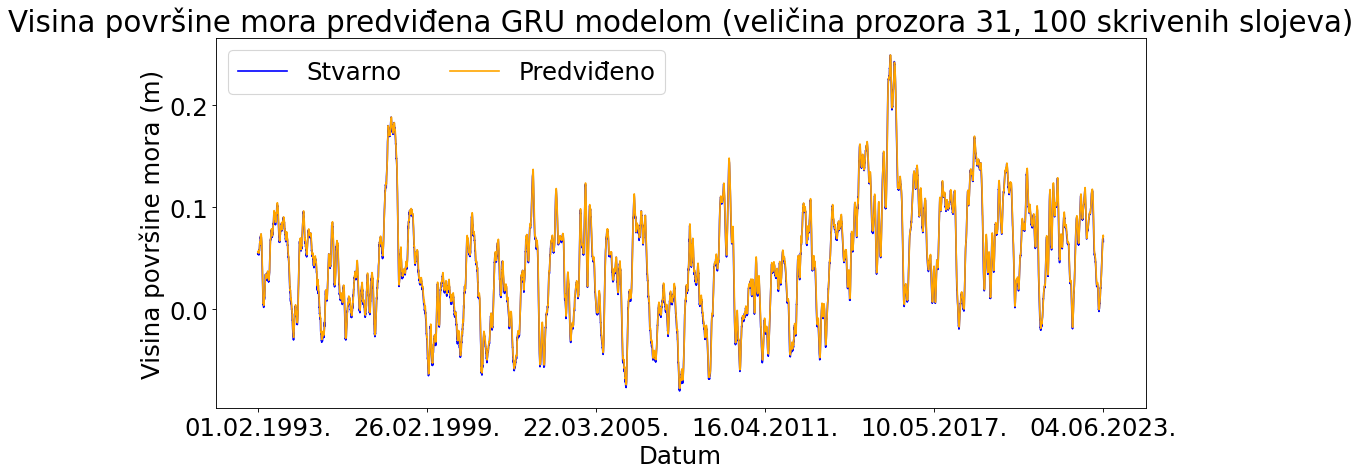 Visina površine mora predviđena GRU modelom (veličina prozora 31, 100 skrivenih slojeva)
Stvarno Predviđeno
Visina površine mora (m)
0.2
0.1
0.0
01.02.1993. 26.02.1999. 22.03.2005. 16.04.2011. 10.05.2017. 04.06.2023.
Datum